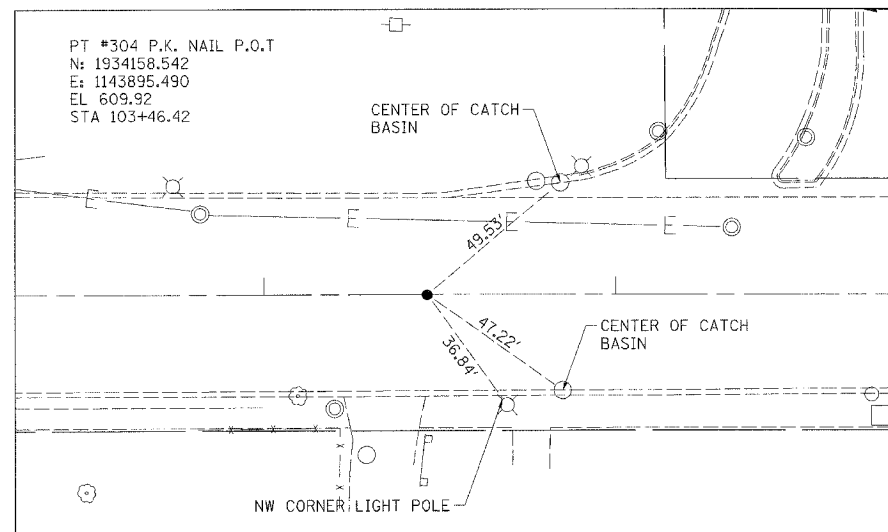 PT #304 P.K. NAIL P.O.T
N: 1934158.542
E: 1143895.490
EL 609.92
STA 103+46.42
CENTER OF CATCH
BASIN
E
E
E
E
49.53'
47.22'
36.84'
CENTER OF CATCH
BASIN
NW CORNER LIGHT POLE